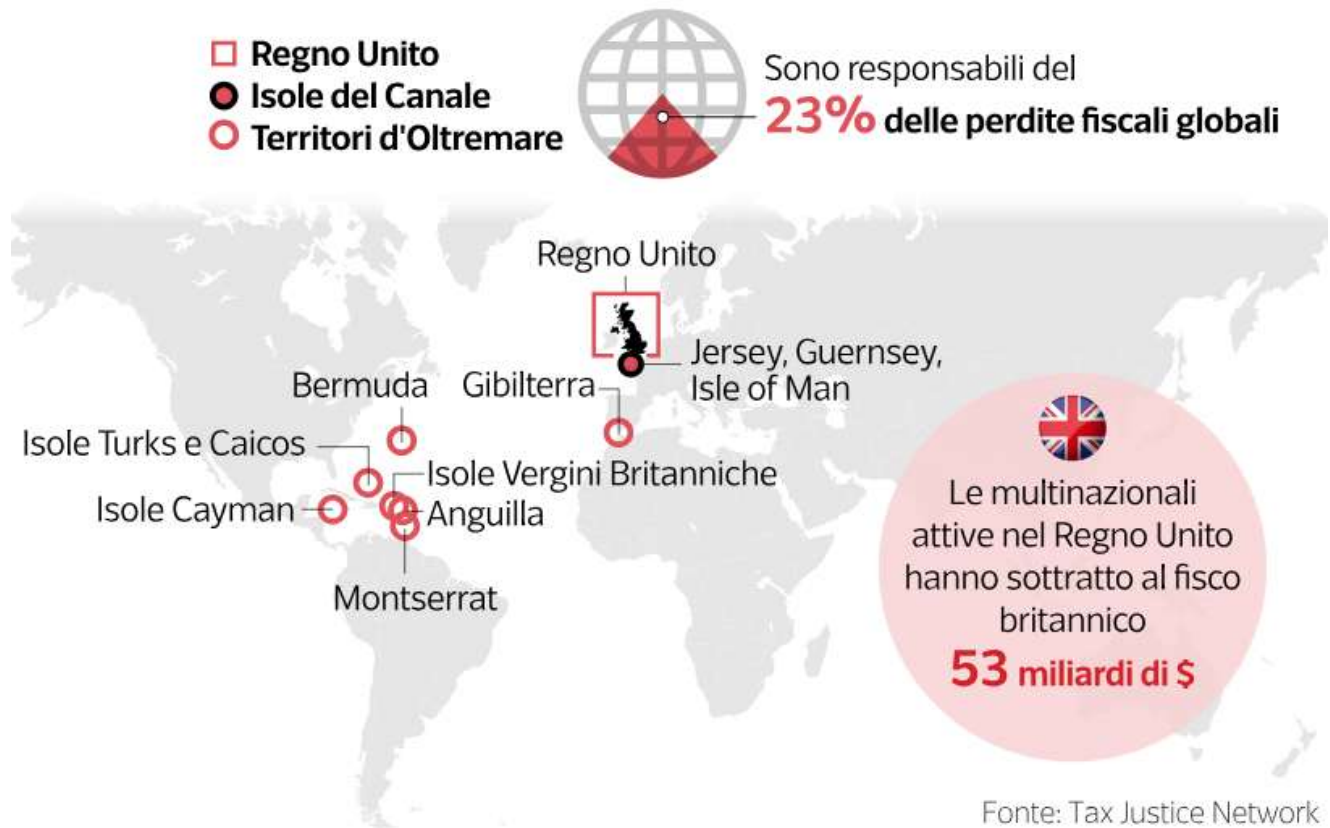 Regno Unito
Isole del Canale
Territori d'Oltremare
Sono responsabili del
23% delle perdite fiscali globali
Regno Unito
Jersey, Guernsey,
Isle of Man
Bermuda
Gibilterra
Isole Turks e Caicos
Isole Vergini Britanniche
Isole Cayman
Anguilla
Montserrat
Le multinazionali
attive nel Regno Unito
hanno sottratto al fisco
britannico
53 miliardi di $
Fonte: Tax Justice Network